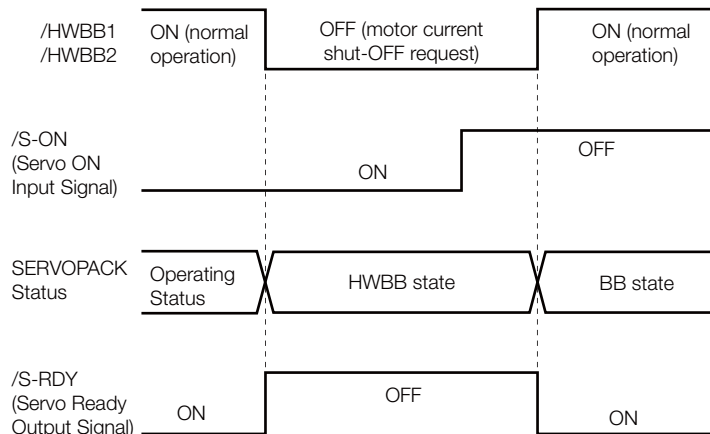 /HWBB1
/HWBB2
ON (normal
operation)
OFF (motor current
shut-OFF request)
ON (normal
operation)
/S-ON
(Servo ON
Input Signal)
ON
OFF
SERVOPACK
Status
Operating
Status
HWBB state
BB state
/S-RDY
(Servo Ready
Output Signal)
ON
OFF
ON